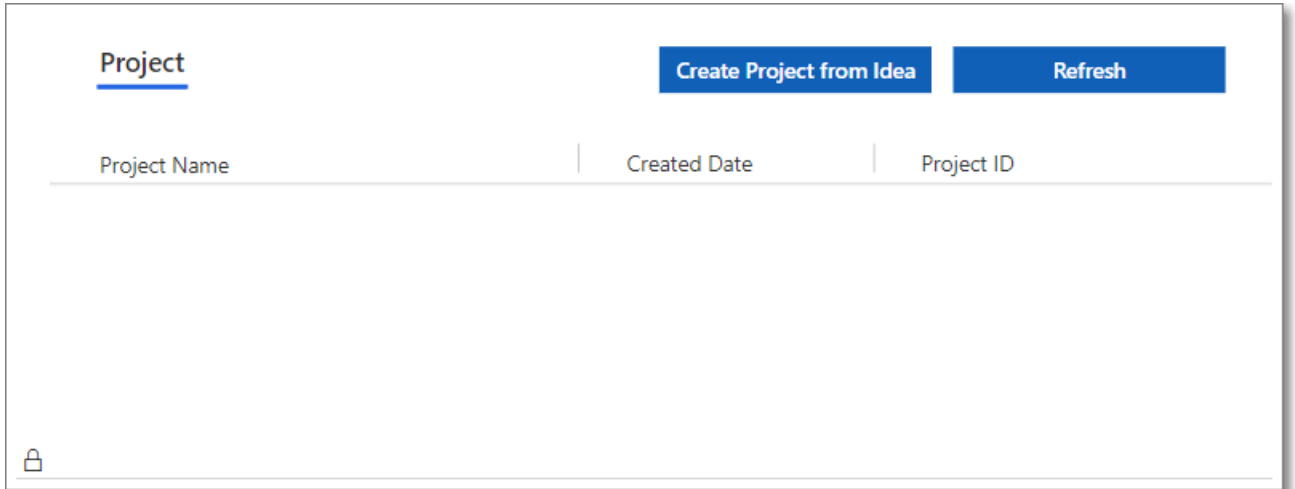 Project
Create Project from Idea
Refresh
Project Name
Created Date
Project ID